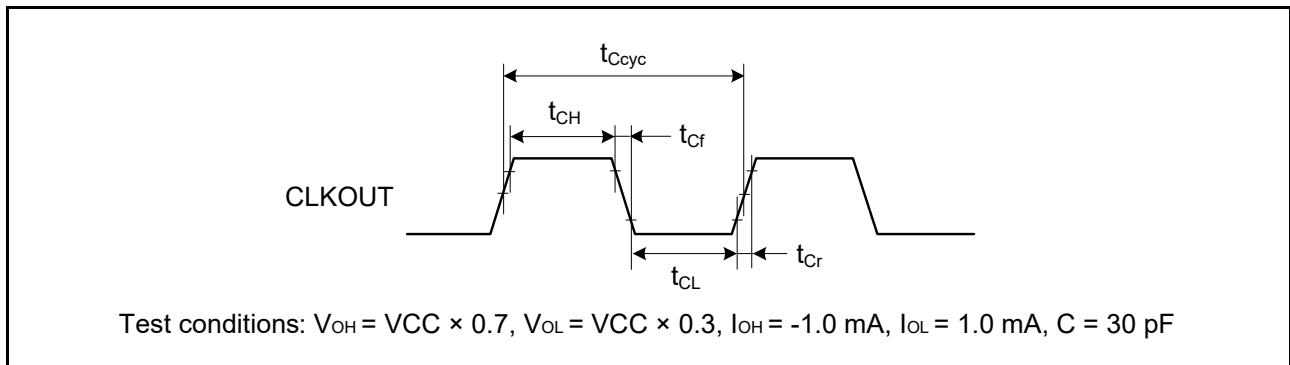 tCcyc
tCH
tCf
CLKOUT
tCr
tCL
Test conditions: VOH = VCC × 0.7, VOL = VCC × 0.3, IOH = -1.0 mA, IOL = 1.0 mA, C = 30 pF